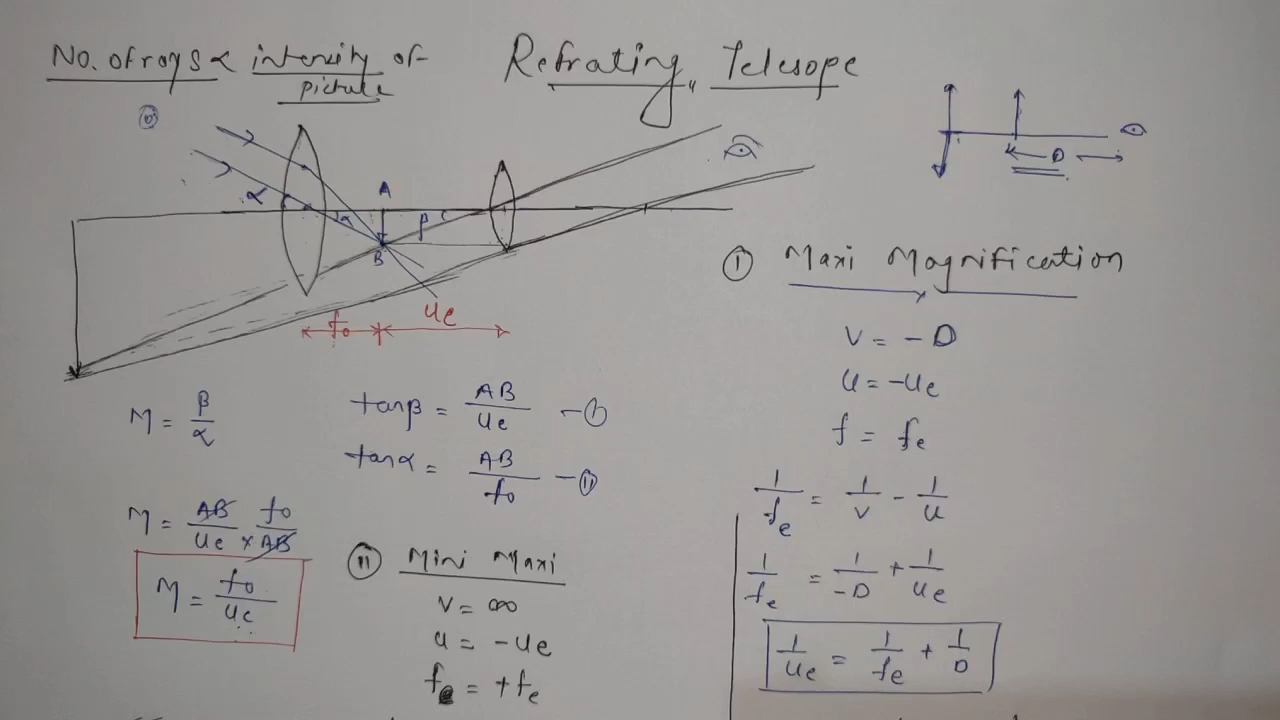 No. of rays ∝ intensity of
picture
Refrating Telesope
α
α
A
B
β
fo
ue
D
M = β/α
tanβ = AB/ue - (I)
tanα = AB/fo - (II)
M = AB/ue × fo/AB
M = fo/ue
(II) Mini Maxi
v = ∞
u = -ue
fe = +fe
(I) Maxi Magnification
v = - D
u = -ue
f = fe
1/fe = 1/v - 1/u
1/fe = 1/-D + 1/ue
1/ue = 1/fe + 1/D